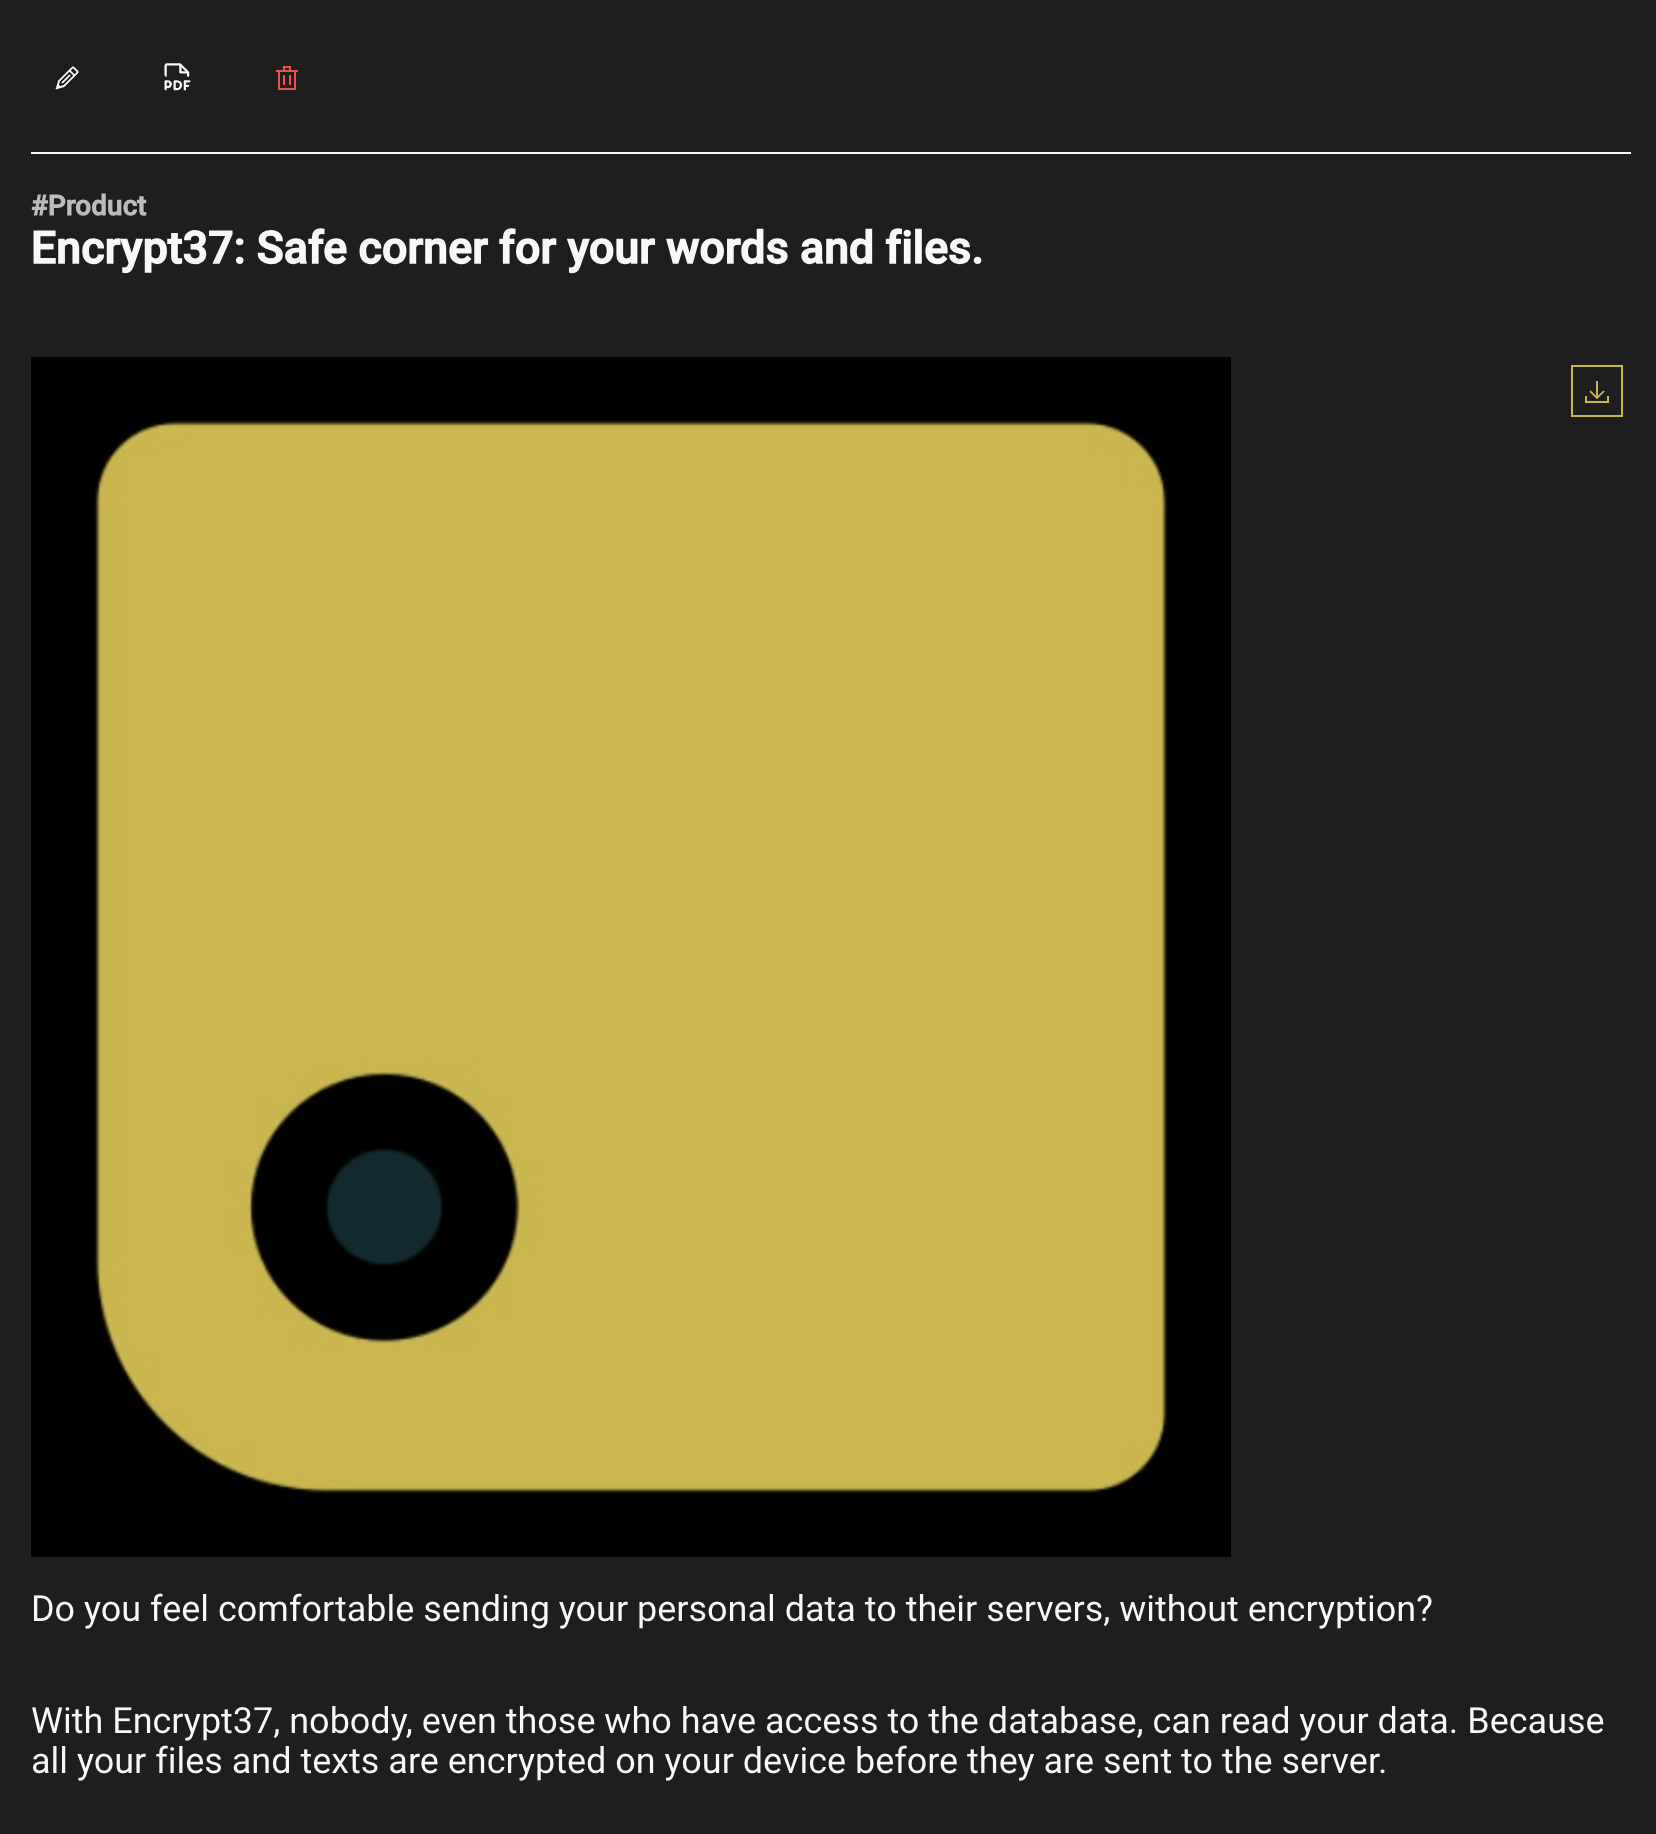 PDF
#Product
Encrypt37: Safe corner for your words and files.
Do you feel comfortable sending your personal data to their servers, without encryption?
With Encrypt37, nobody, even those who have access to the database, can read your data. Because
all your files and texts are encrypted on your device before they are sent to the server.